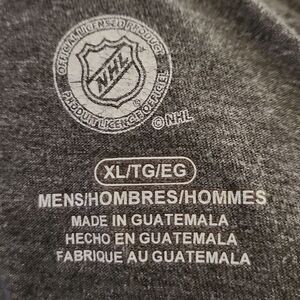 OFFICIAL LICENSED PRODUCT
NHL
PRODUIT LICENCIÉ OFFICIEL
© NHL
XL/TG/EG
MENS/HOMBRES/HOMMES
MADE IN GUATEMALA
HECHO EN GUATEMALA
FABRIQUE AU GUATEMALA